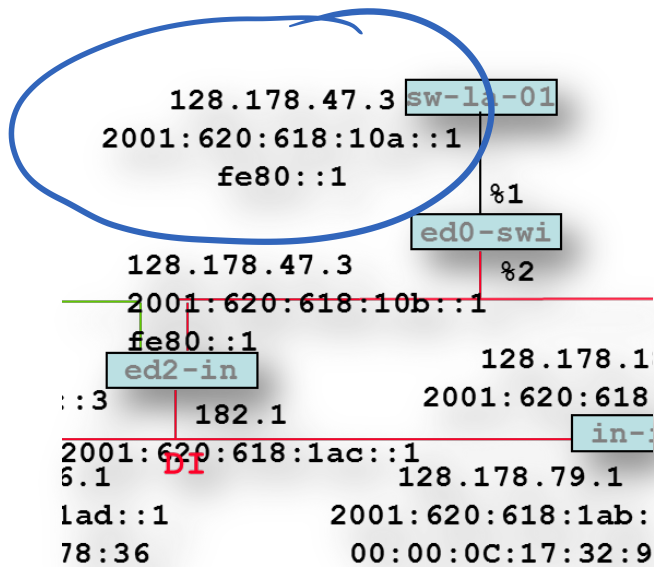 128.178.47.3 sw-la-01
2001:620:618:10a::1
fe80::1
%1
ed0-swi
128.178.47.3 %2
2001:620:618:10b::1
fe80::1
ed2-in
128.178.1
::3
2001:620:618
182.1
in-i
2001:620:618:1ac::1
DI
6.1
128.178.79.1
1ad::1
2001:620:618:1ab:
78:36
00:00:0C:17:32:9